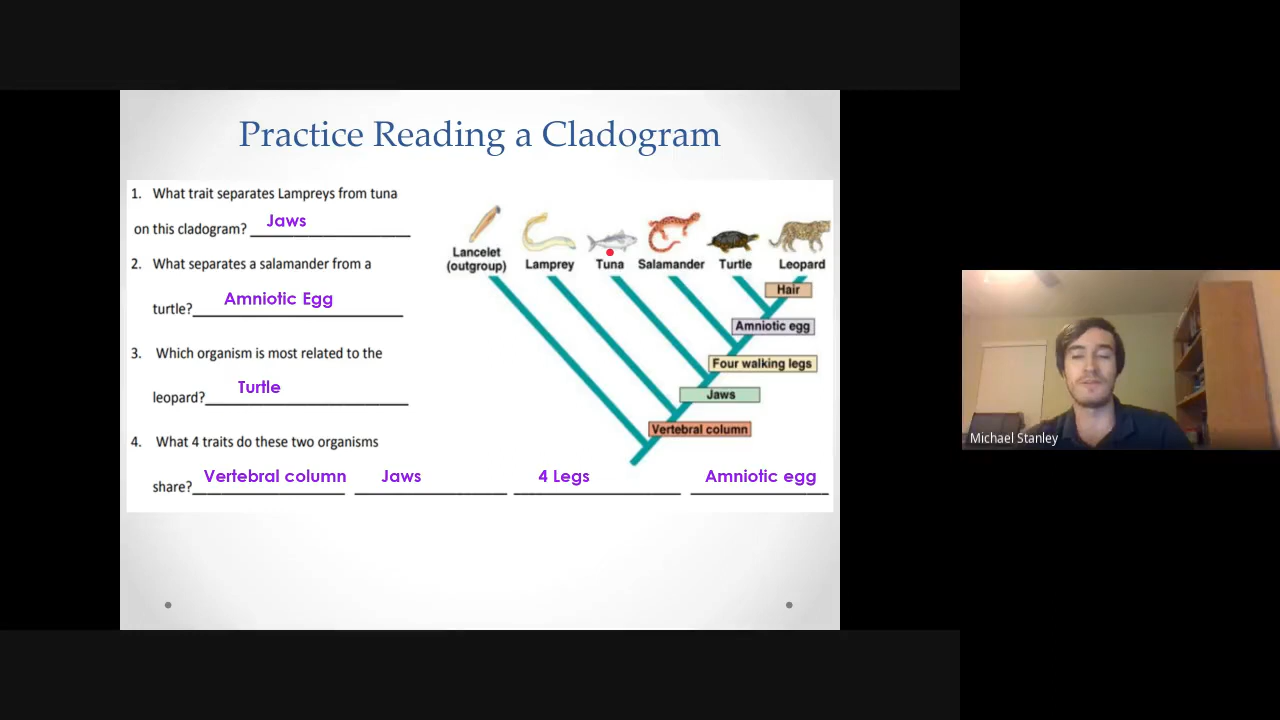 Practice Reading a Cladogram
1. What trait separates Lampreys from tuna
on this cladogram? Jaws
2. What separates a salamander from a
turtle? Amniotic Egg
3. Which organism is most related to the
leopard? Turtle
4. What 4 traits do these two organisms
share? Vertebral column Jaws 4 Legs Amniotic egg
Lancelet
(outgroup) Lamprey Tuna Salamander Turtle Leopard
Hair
Amniotic egg
Four walking legs
Jaws
Vertebral column
Michael Stanley